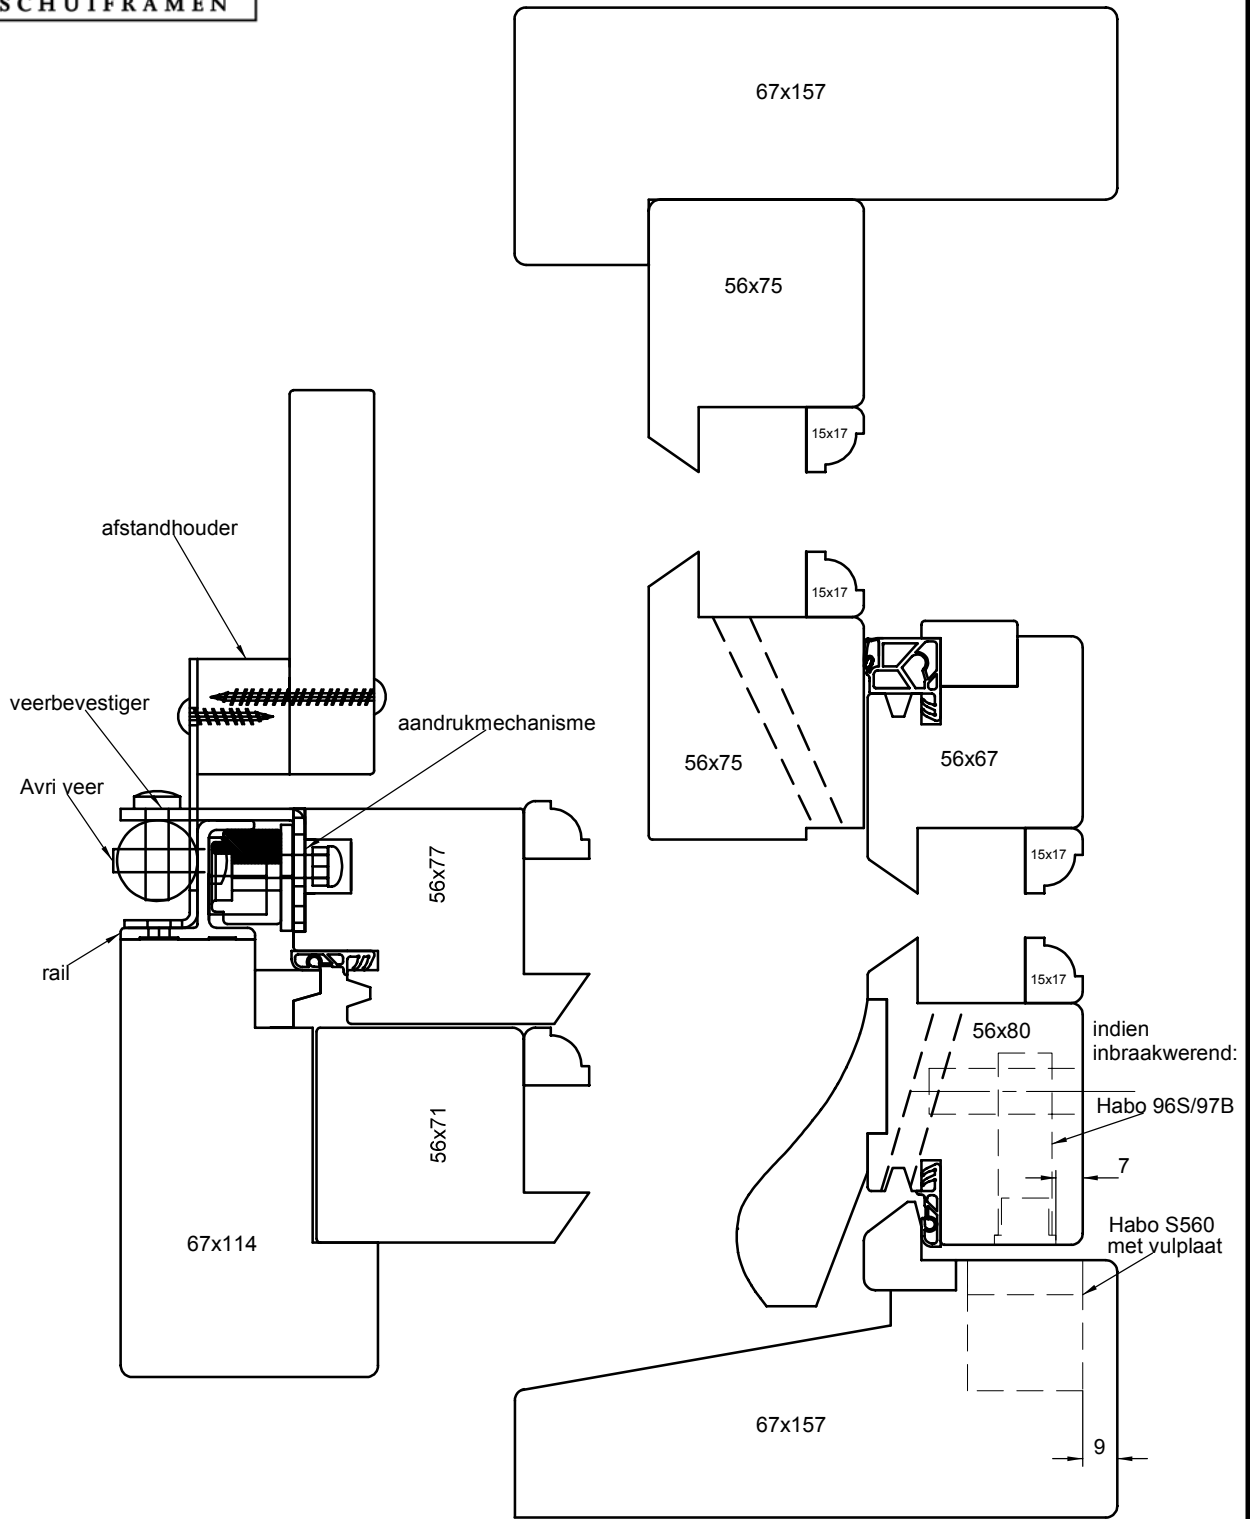 SCHUIFRAMEN
67x157
56x75
15x17
afstandhouder
15x17
veerbevestiger
aandrukmechanisme
56x75
56x67
Avri veer
56x77
15x17
rail
15x17
56x80
indien
inbraakwerend:
Habo 96S/97B
56x71
7
67x114
Habo S560
met vulplaat
67x157
9